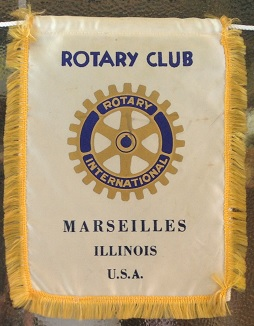 ROTARY CLUB
ROTARY
INTERNATIONAL
MARSEILLES
ILLINOIS
U.S.A.